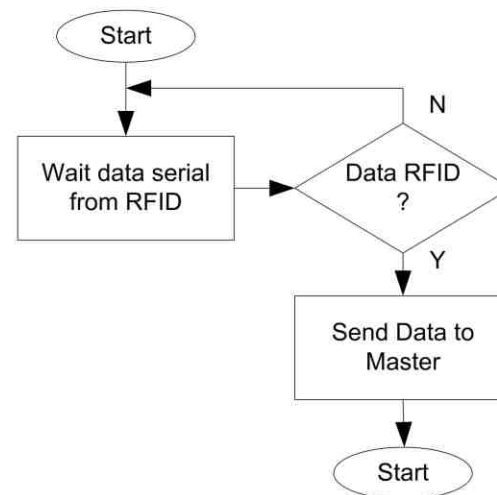 Start
N
Wait data serial
from RFID
Data RFID
?
Y
Send Data to
Master
Start